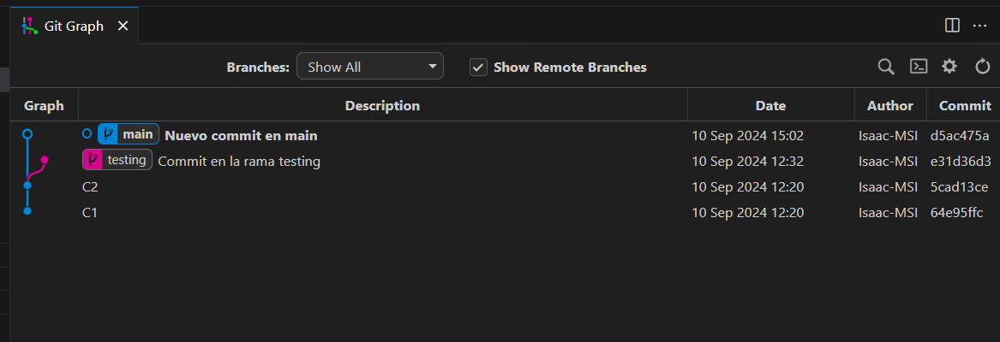 Git Graph
Branches: Show All Show Remote Branches
Graph Description Date Author Commit
main Nuevo commit en main 10 Sep 2024 15:02 Isaac-MSI d5ac475a
testing Commit en la rama testing 10 Sep 2024 12:32 Isaac-MSI e31d36d3
C2 10 Sep 2024 12:20 Isaac-MSI 5cad13ce
C1 10 Sep 2024 12:20 Isaac-MSI 64e95ffc